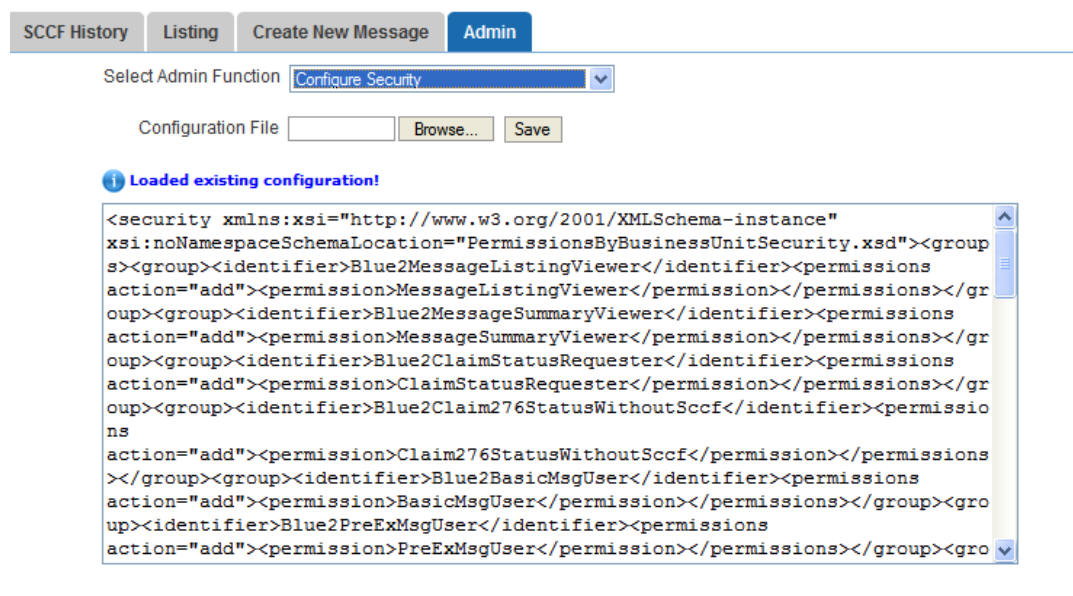 SCCF History Listing Create New Message Admin
Select Admin Function Configure Security
Configuration File Browse... Save
Loaded existing configuration!
<security xmlns:xsi="http://www.w3.org/2001/XMLSchema-instance"
xsi:noNamespaceSchemaLocation="PermissionsByBusinessUnitSecurity.xsd"><group
s><group><identifier>Blue2MessageListingViewer</identifier><permissions
action="add"><permission>MessageListingViewer</permission></permissions></gr
oup><group><identifier>Blue2MessageSummaryViewer</identifier><permissions
action="add"><permission>MessageSummaryViewer</permission></permissions></gr
oup><group><identifier>Blue2ClaimStatusRequester</identifier><permissions
action="add"><permission>ClaimStatusRequester</permission></permissions></gr
oup><group><identifier>Blue2Claim276StatusWithoutSccf</identifier><permissio
ns
action="add"><permission>Claim276StatusWithoutSccf</permission></permissions
></group><group><identifier>Blue2BasicMsgUser</identifier><permissions
action="add"><permission>BasicMsgUser</permission></permissions></group><gro
up><identifier>Blue2PreExMsgUser</identifier><permissions
action="add"><permission>PreExMsgUser</permission></permissions></group><gro